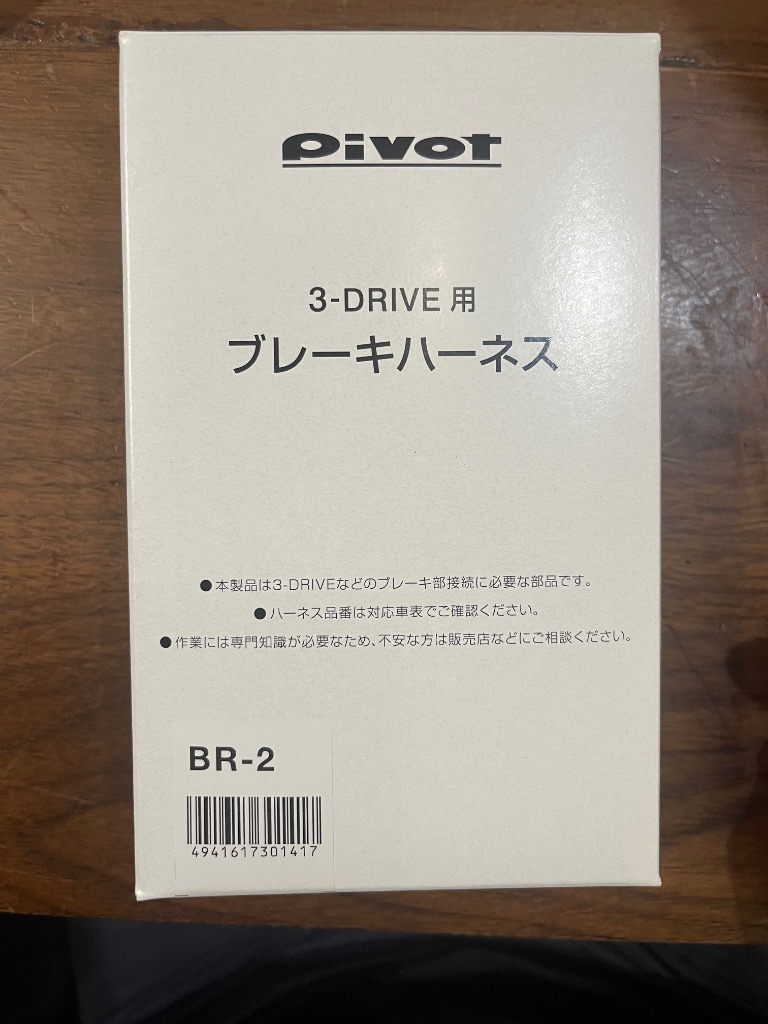 pivot
3-DRIVE 用
ブレーキハーネス
●本製品は3-DRIVEなどのブレーキ部接続に必要な部品です。
●ハーネス品番は対応車表でご確認ください。
●作業には専門知識が必要なため、不安な方は販売店などにご相談ください。
BR-2
4941617301417